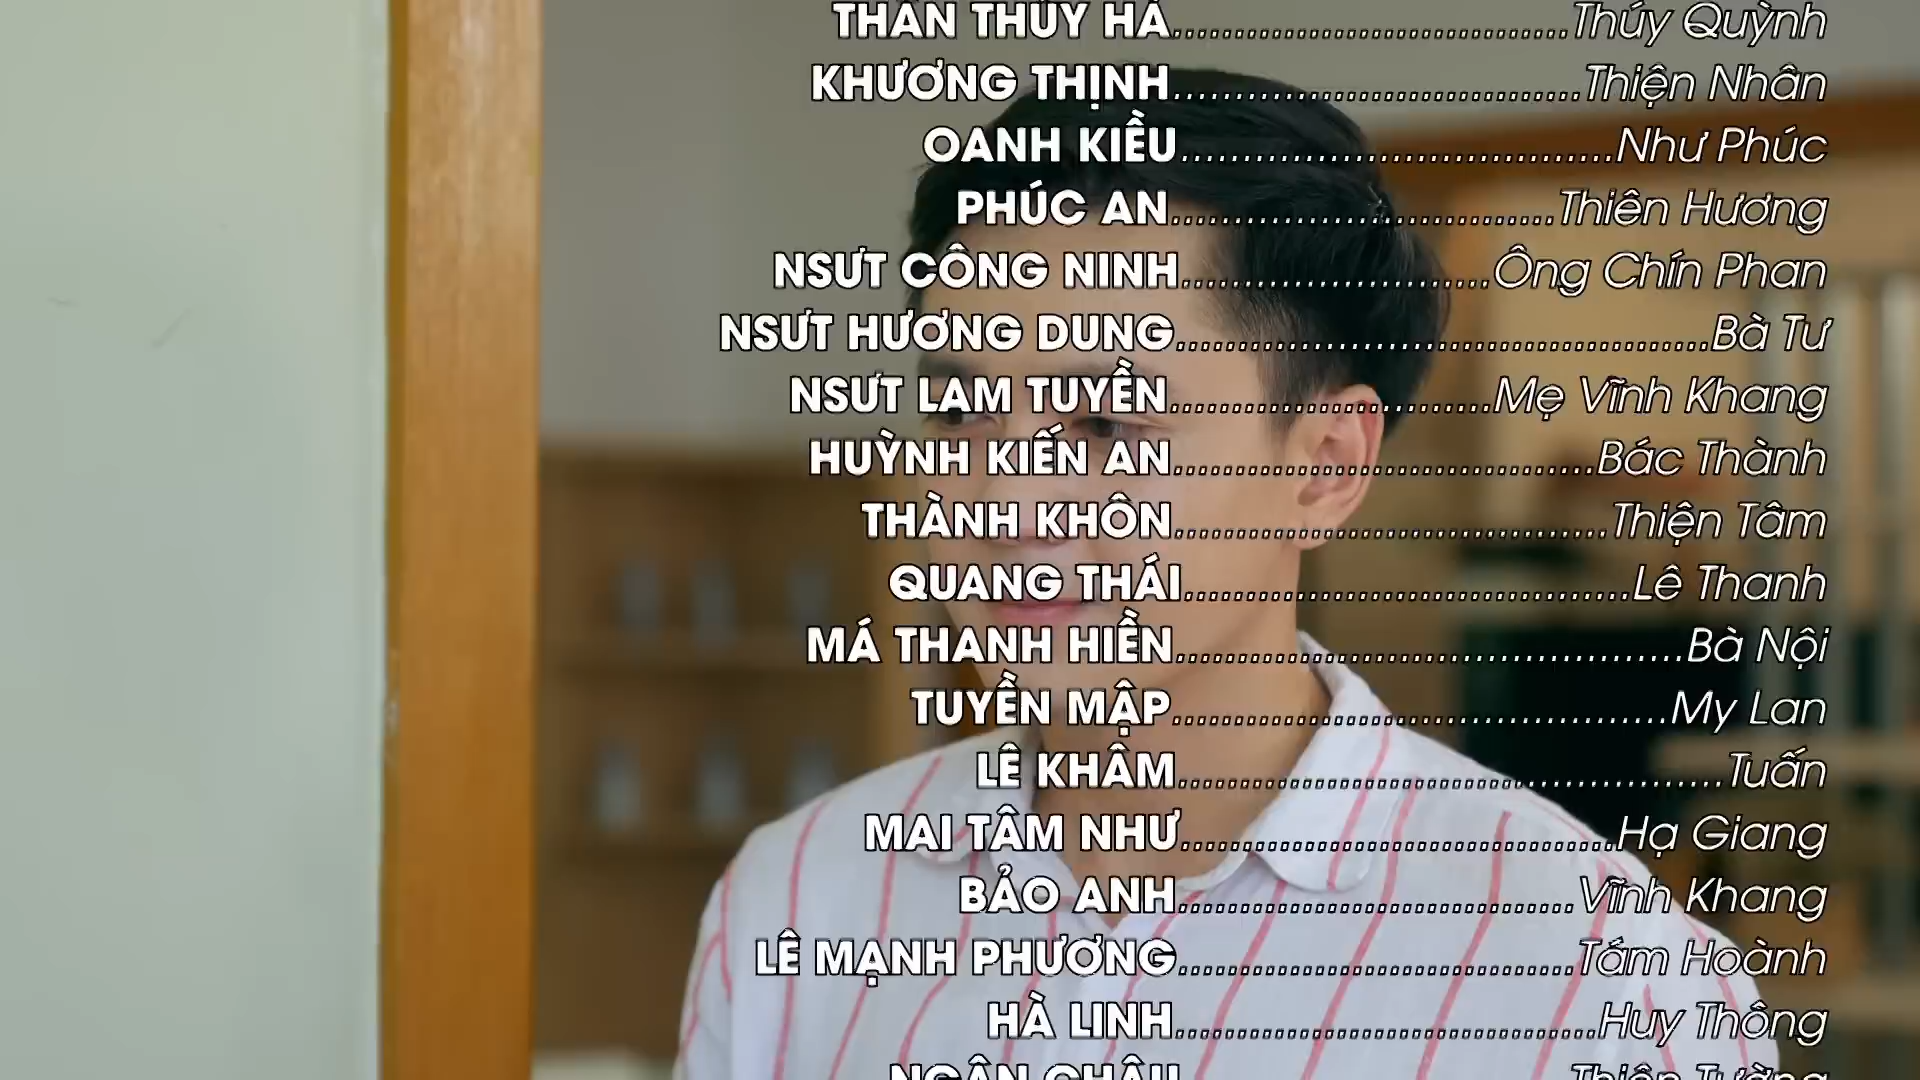 THÂN THÚY HÀ................................Thúy Quỳnh
KHƯƠNG THỊNH.................................Thiện Nhân
OANH KIỀU...................................Như Phúc
PHÚC AN...............................Thiên Hương
NSƯT CÔNG NINH.........................Ông Chín Phan
NSƯT HƯƠNG DUNG...........................................Bà Tư
NSƯT LAM TUYỀN..........................Mẹ Vĩnh Khang
HUỲNH KIẾN AN..................................Bác Thành
THÀNH KHÔN...................................Thiện Tâm
QUANG THÁI....................................Lê Thanh
MÁ THANH HIỀN.........................................Bà Nội
TUYỀN MẬP........................................My Lan
LÊ KHÂM............................................Tuấn
MAI TÂM NHƯ...................................Hạ Giang
BẢO ANH................................Vĩnh Khang
LÊ MẠNH PHƯƠNG................................Tám Hoành
HÀ LINH..................................Huy Thông
NGÂN CHÂU